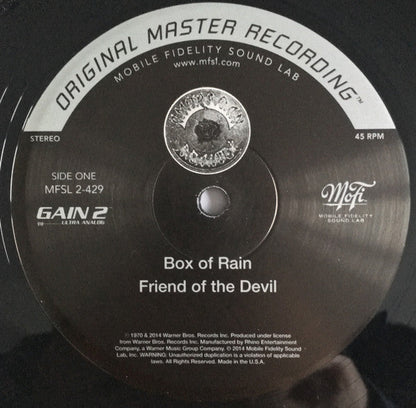 ORIGINAL MASTER RECORDING™
MOBILE FIDELITY SOUND LAB
www.mfsl.com
AMERICAN
BEAUTY
STEREO
45 RPM
SIDE ONE
MFSL 2-429
GAIN 2
ULTRA ANALOG
MoFi
MOBILE FIDELITY
SOUND LAB
Box of Rain
Friend of the Devil
℗ 1970 & 2014 Warner Bros. Records Inc. Produced under license
from Warner Bros. Records Inc. Manufactured by Rhino Entertainment
Company, a Warner Music Group Company. © 2014 Mobile Fidelity Sound
Lab, Inc. WARNING: Unauthorized duplication is a violation of applicable
laws. All Rights Reserved. Made in the U.S.A.